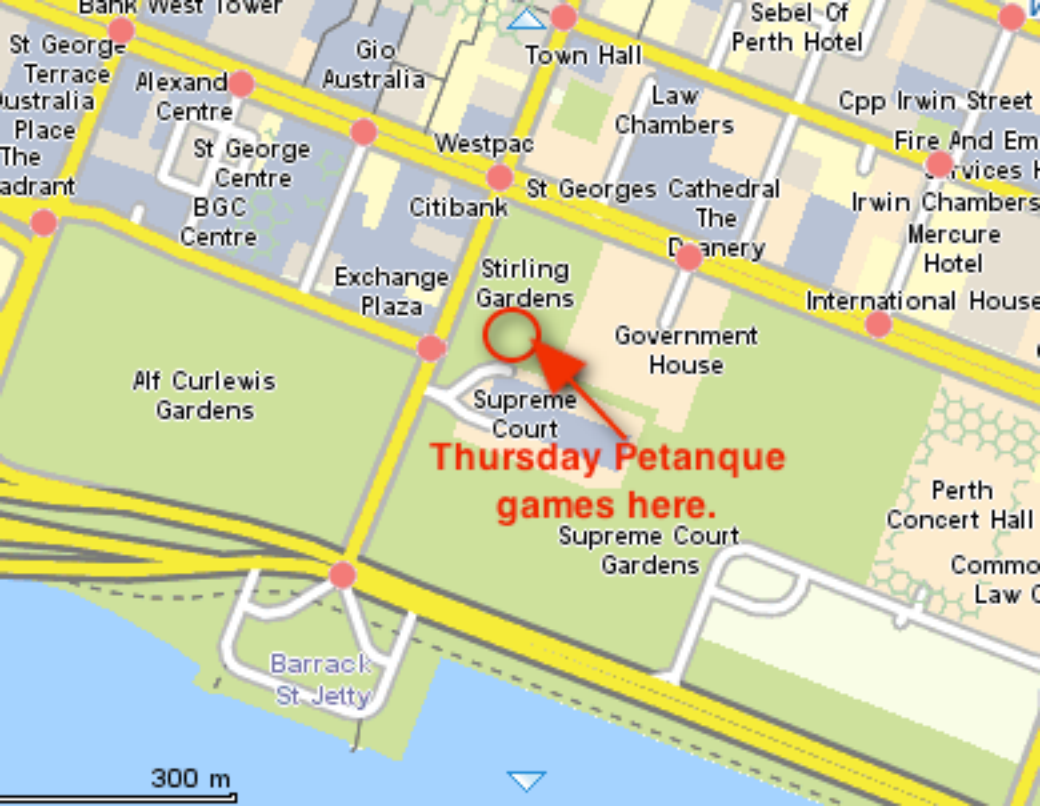 Bank West Tower
Sebel Of
Perth Hotel
St George
Terrace
Australia
Place
The
adrant
Gio
Australia
Town Hall
Alexand
Centre
Law
Chambers
Cpp Irwin Street
Fire And Em
rvices H
St George
Centre
Westpac
BGC
Centre
Citibank
St Georges Cathedral
The
Deanery
Irwin Chambers
Mercure
Hotel
Exchange
Plaza
Stirling
Gardens
International House
Government
House
Alf Curlewis
Gardens
Supreme
Court
Thursday Petanque
games here.
Perth
Concert Hall
Supreme Court
Gardens
Commo
Law C
Barrack
St Jetty
300 m